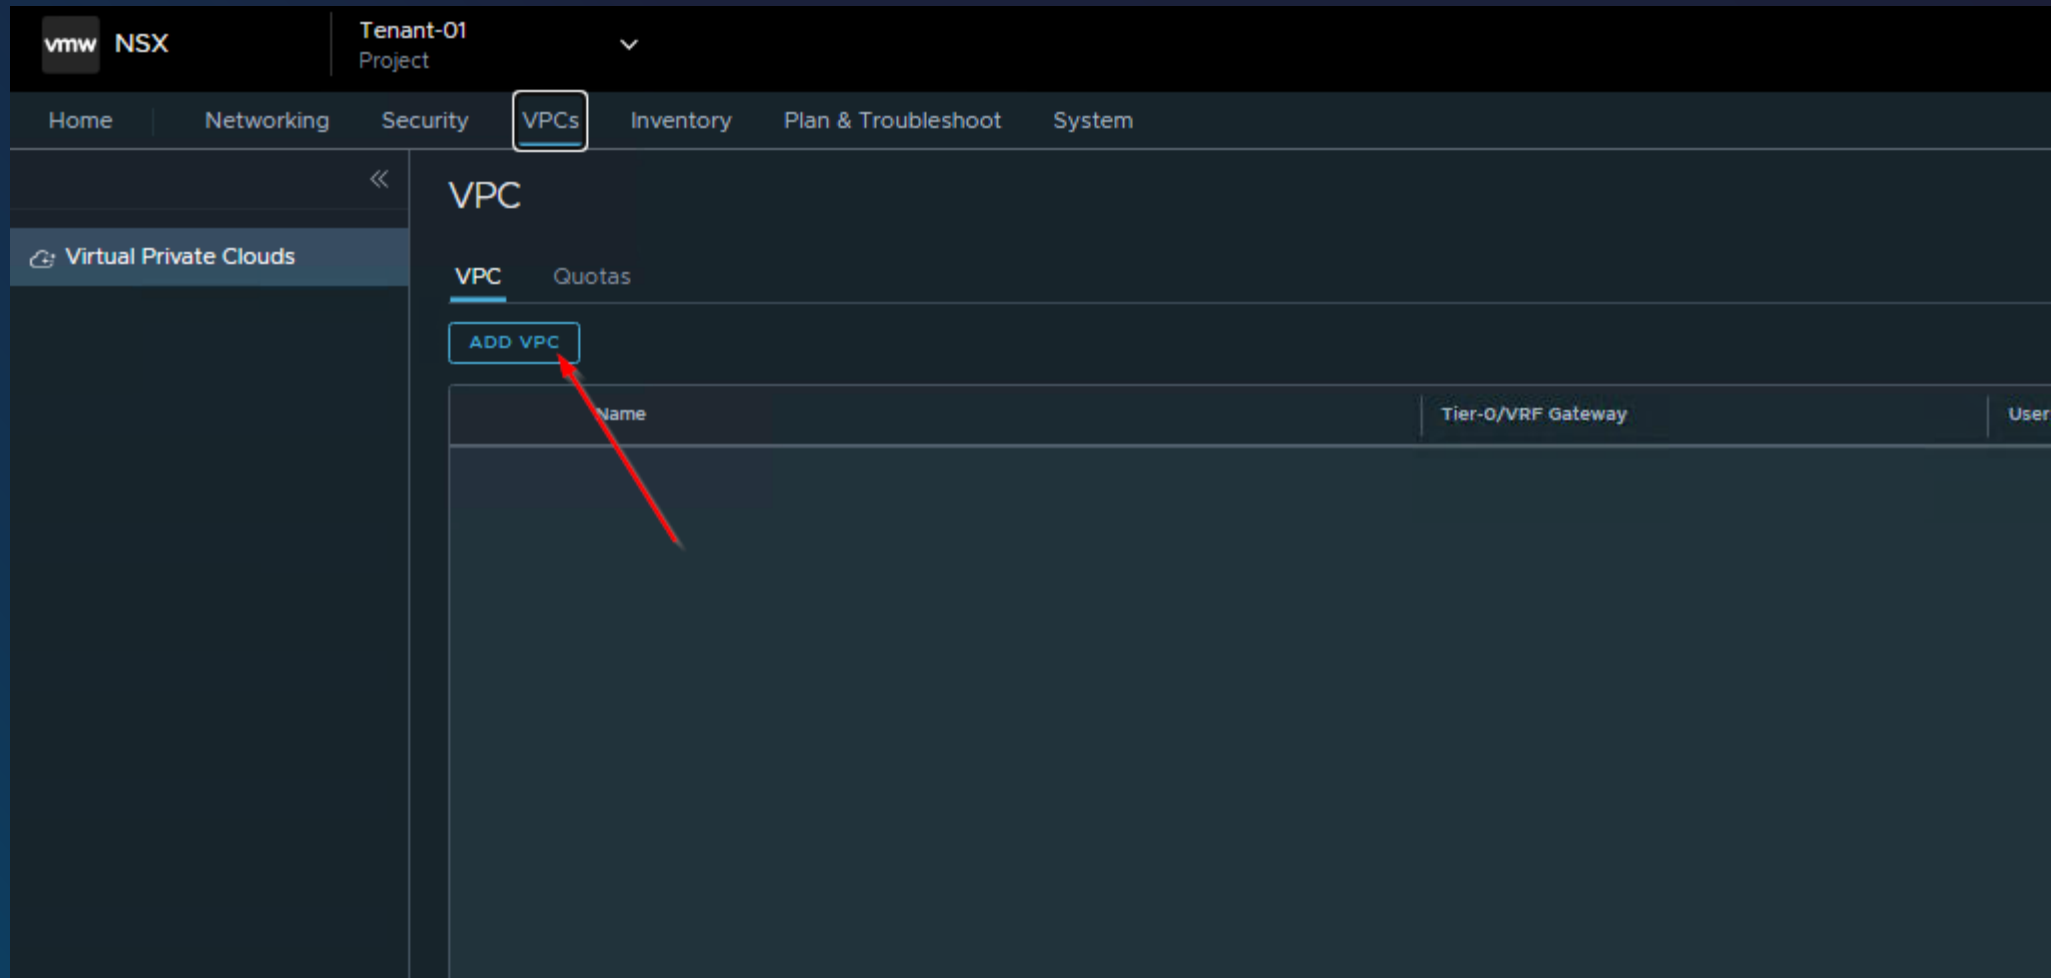 vmw NSX
Tenant-01
Project
Home Networking Security VPCs Inventory Plan & Troubleshoot System
VPC
Virtual Private Clouds
VPC Quotas
ADD VPC
Name Tier-0/VRF Gateway User